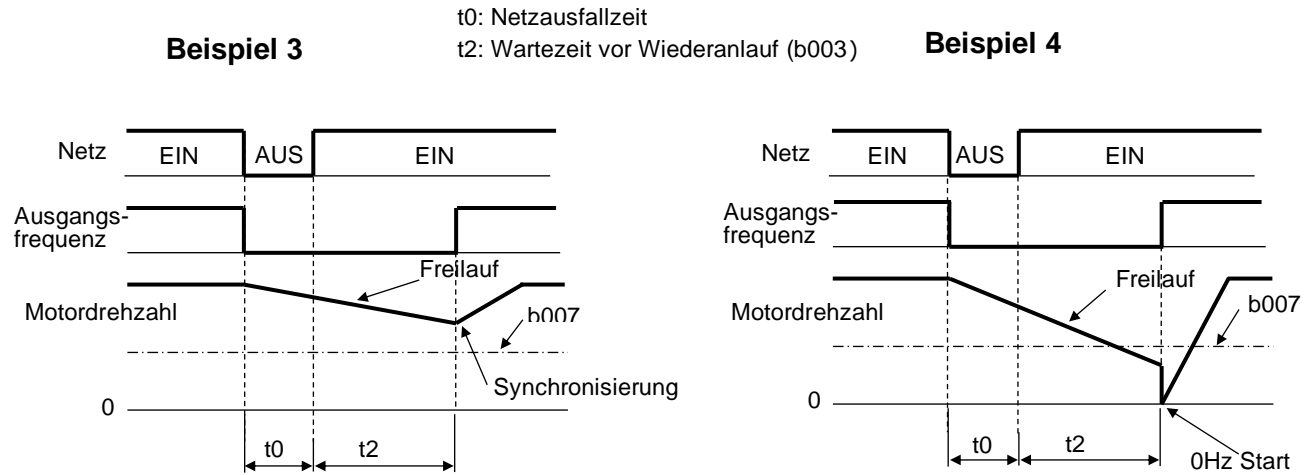 t0: Netzausfallzeit
t2: Wartezeit vor Wiederanlauf (b003)
Beispiel 3
Netz
EIN
AUS
EIN
Ausgangs-
frequenz
Freilauf
Motordrehzahl
b007
Synchronisierung
0
t0
t2
Beispiel 4
Netz
EIN
AUS
EIN
Ausgangs-
frequenz
Freilauf
Motordrehzahl
b007
0
t0
t2
0Hz Start